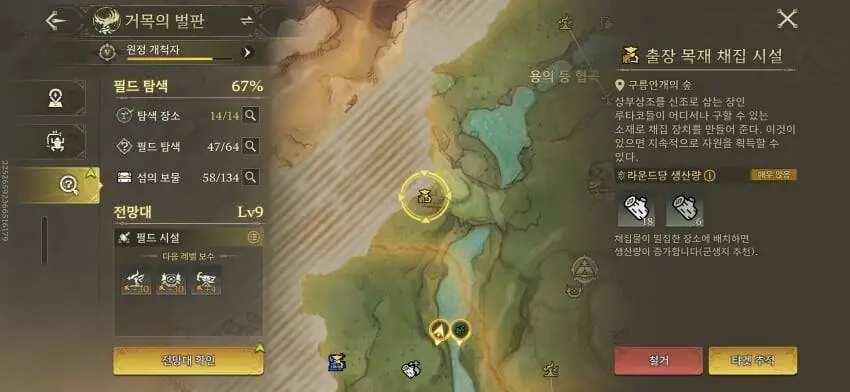 거목의 벌판
원정 개척자
필드 탐색 67%
탐색 장소 14/14
필드 탐색 47/64
섬의 보물 58/134
전망대 Lv9
필드 시설
다음 레벨 보수
+30 +30 +4
전망대 확인
용의 등 협곡
출장 목재 채집 시설
구름안개의 숲
상부상조를 신조로 삼는 장인
루타코들이 어디서나 구할 수 있는
소재로 채집 장치를 만들어 준다. 이것이
있으면 지속적으로 자원을 획득할 수
있다.
라운드당 생산량
매우 많음
18 6
채집물이 밀집한 장소에 배치하면
생산량이 증가합니다(군생지 추천).
철거
타겟 추적